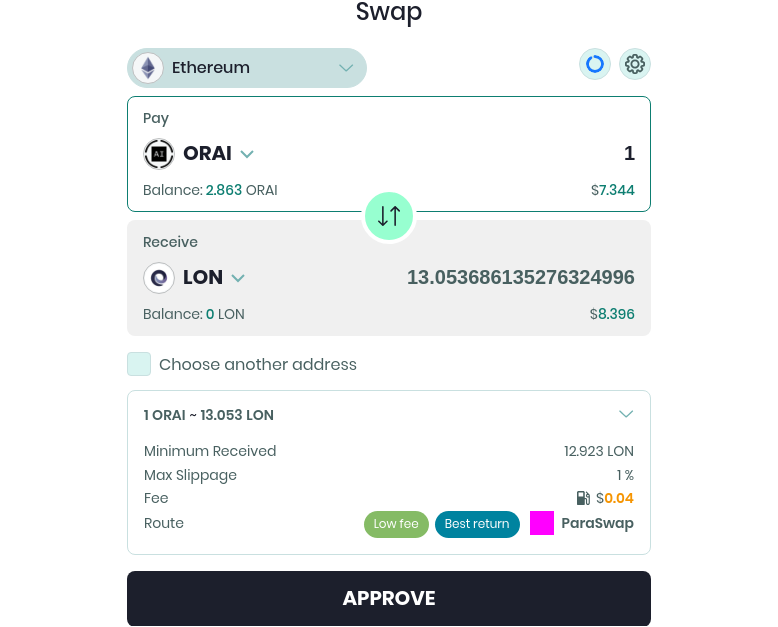 Swap
Ethereum
Pay
AI ORAI 1
Balance: 2.863 ORAI $7.344
Receive
LON 13.053686135276324996
Balance: 0 LON $8.396
Choose another address
1 ORAI ~ 13.053 LON
Minimum Received 12.923 LON
Max Slippage 1 %
Fee $0.04
Route Low fee Best return ParaSwap
APPROVE